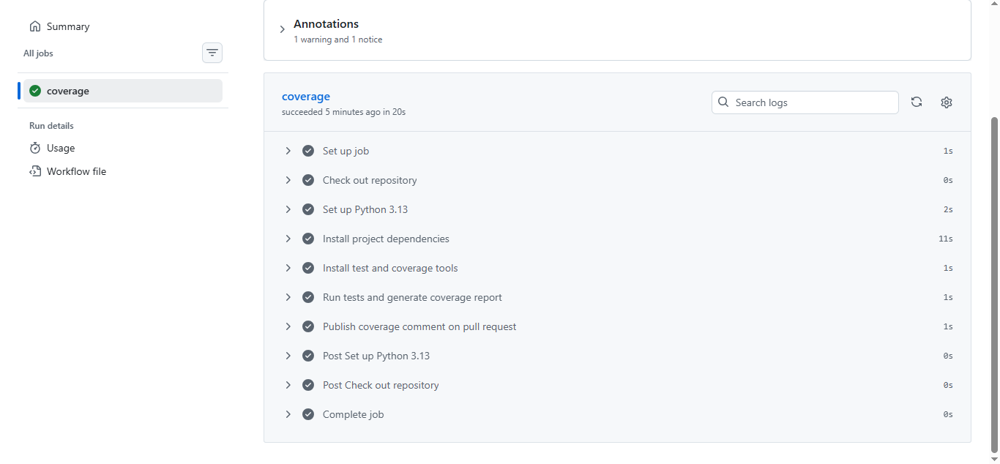 Summary
All jobs
coverage
Run details
Usage
Workflow file
Annotations
1 warning and 1 notice
coverage
succeeded 5 minutes ago in 20s
Search logs
Set up job 1s
Check out repository 0s
Set up Python 3.13 2s
Install project dependencies 11s
Install test and coverage tools 1s
Run tests and generate coverage report 1s
Publish coverage comment on pull request 1s
Post Set up Python 3.13 0s
Post Check out repository 0s
Complete job 0s